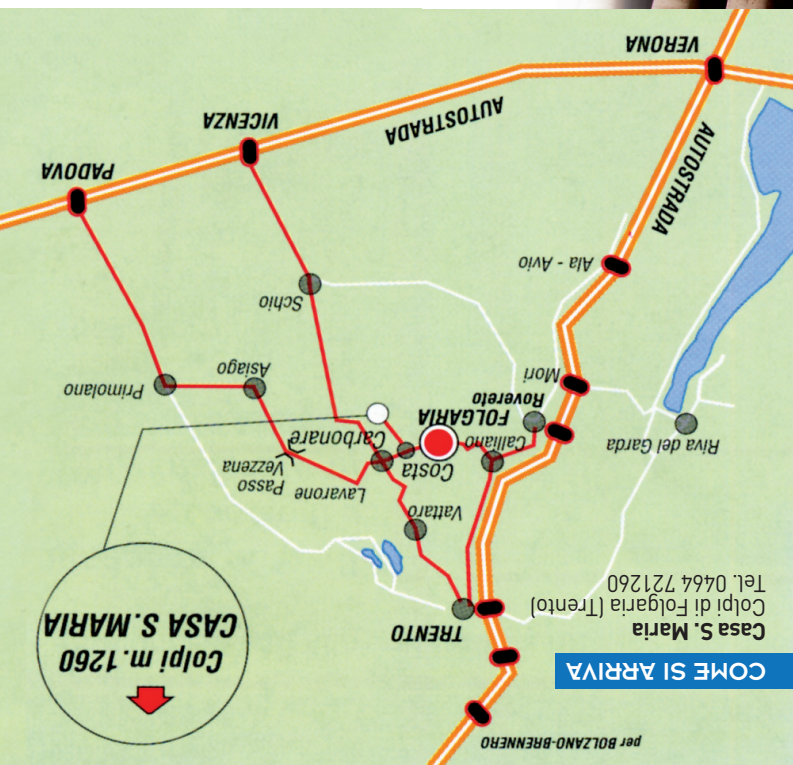 COME SI ARRIVA
Casa S. Maria
Colpi di Folgaria (Trento)
Tel. 0464 721260
per BOLZANO-BRENNERO
Colpi m. 1260
CASA S. MARIA
TRENTO
Vattaro
Lavarone
Passo
Vezzena
Riva del Garda
Calliano
Costa
Carbonare
FOLGARIA
Rovereto
Mori
Asiago
Primolano
Schio
Ala - Avio
AUTOSTRADA
AUTOSTRADA
PADOVA
VICENZA
VERONA